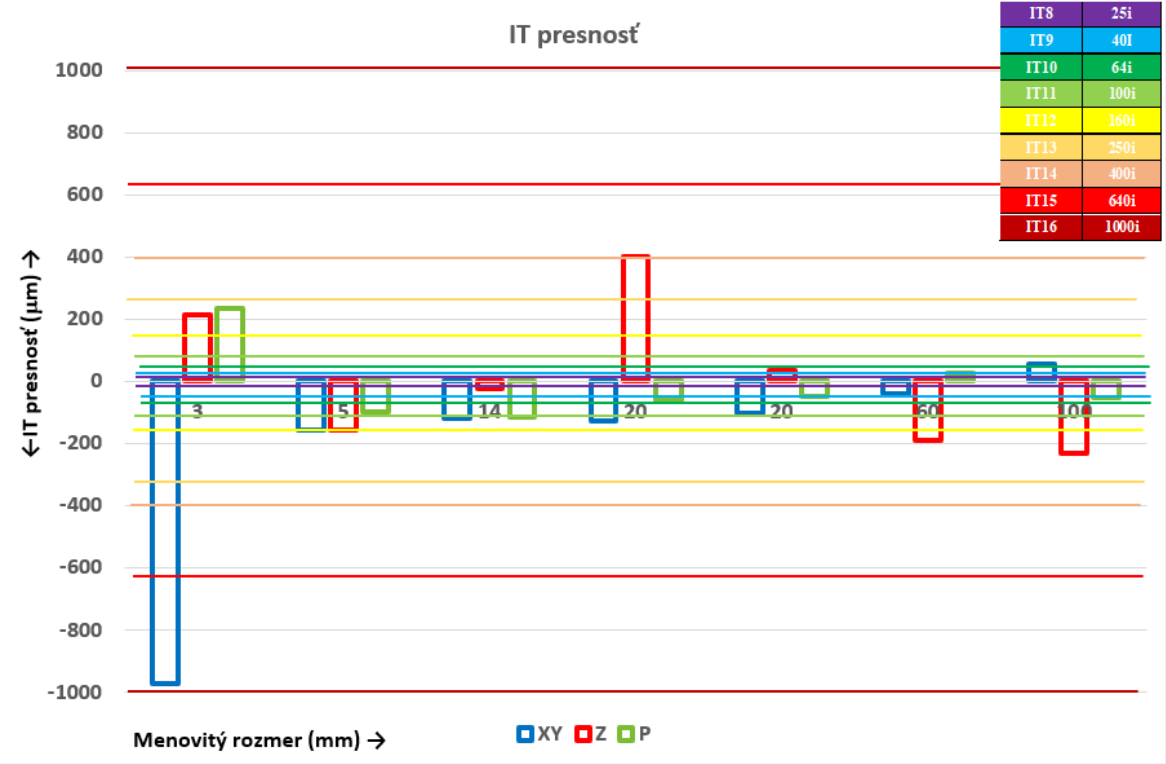 IT presnosť
IT8 25i
IT9 40I
IT10 64i
IT11 100i
IT12 160i
IT13 250i
IT14 400i
IT15 640i
IT16 1000i
←IT presnosť (µm) →
1000
800
600
400
200
0
-200
-400
-600
-800
-1000
3 5 14 20 20 60 100
Menovitý rozmer (mm) →
XY Z P